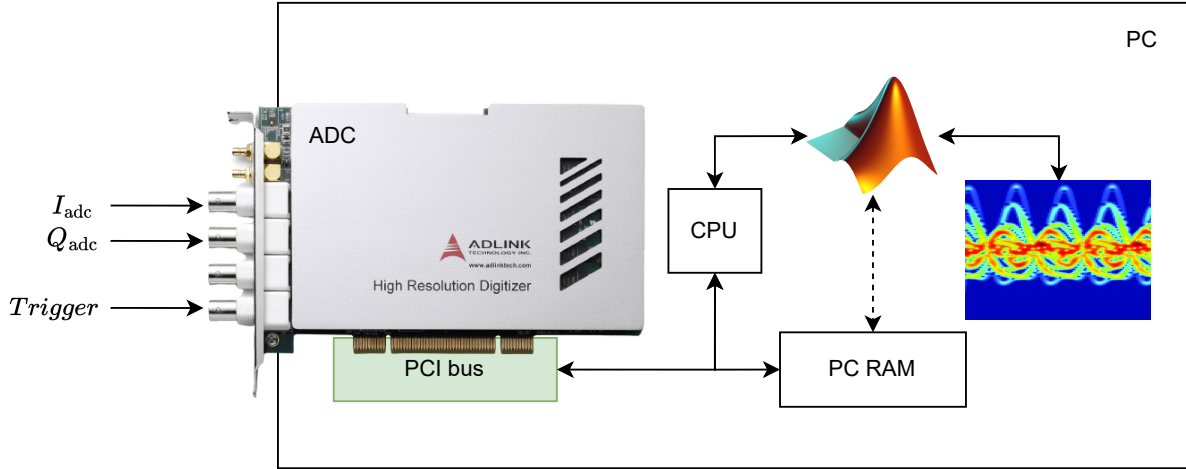 PC
ADC
I_adc
Q_adc
Trigger
ADLINK
TECHNOLOGY INC.
www.adlinktech.com
High Resolution Digitizer
CPU
PCI bus
PC RAM